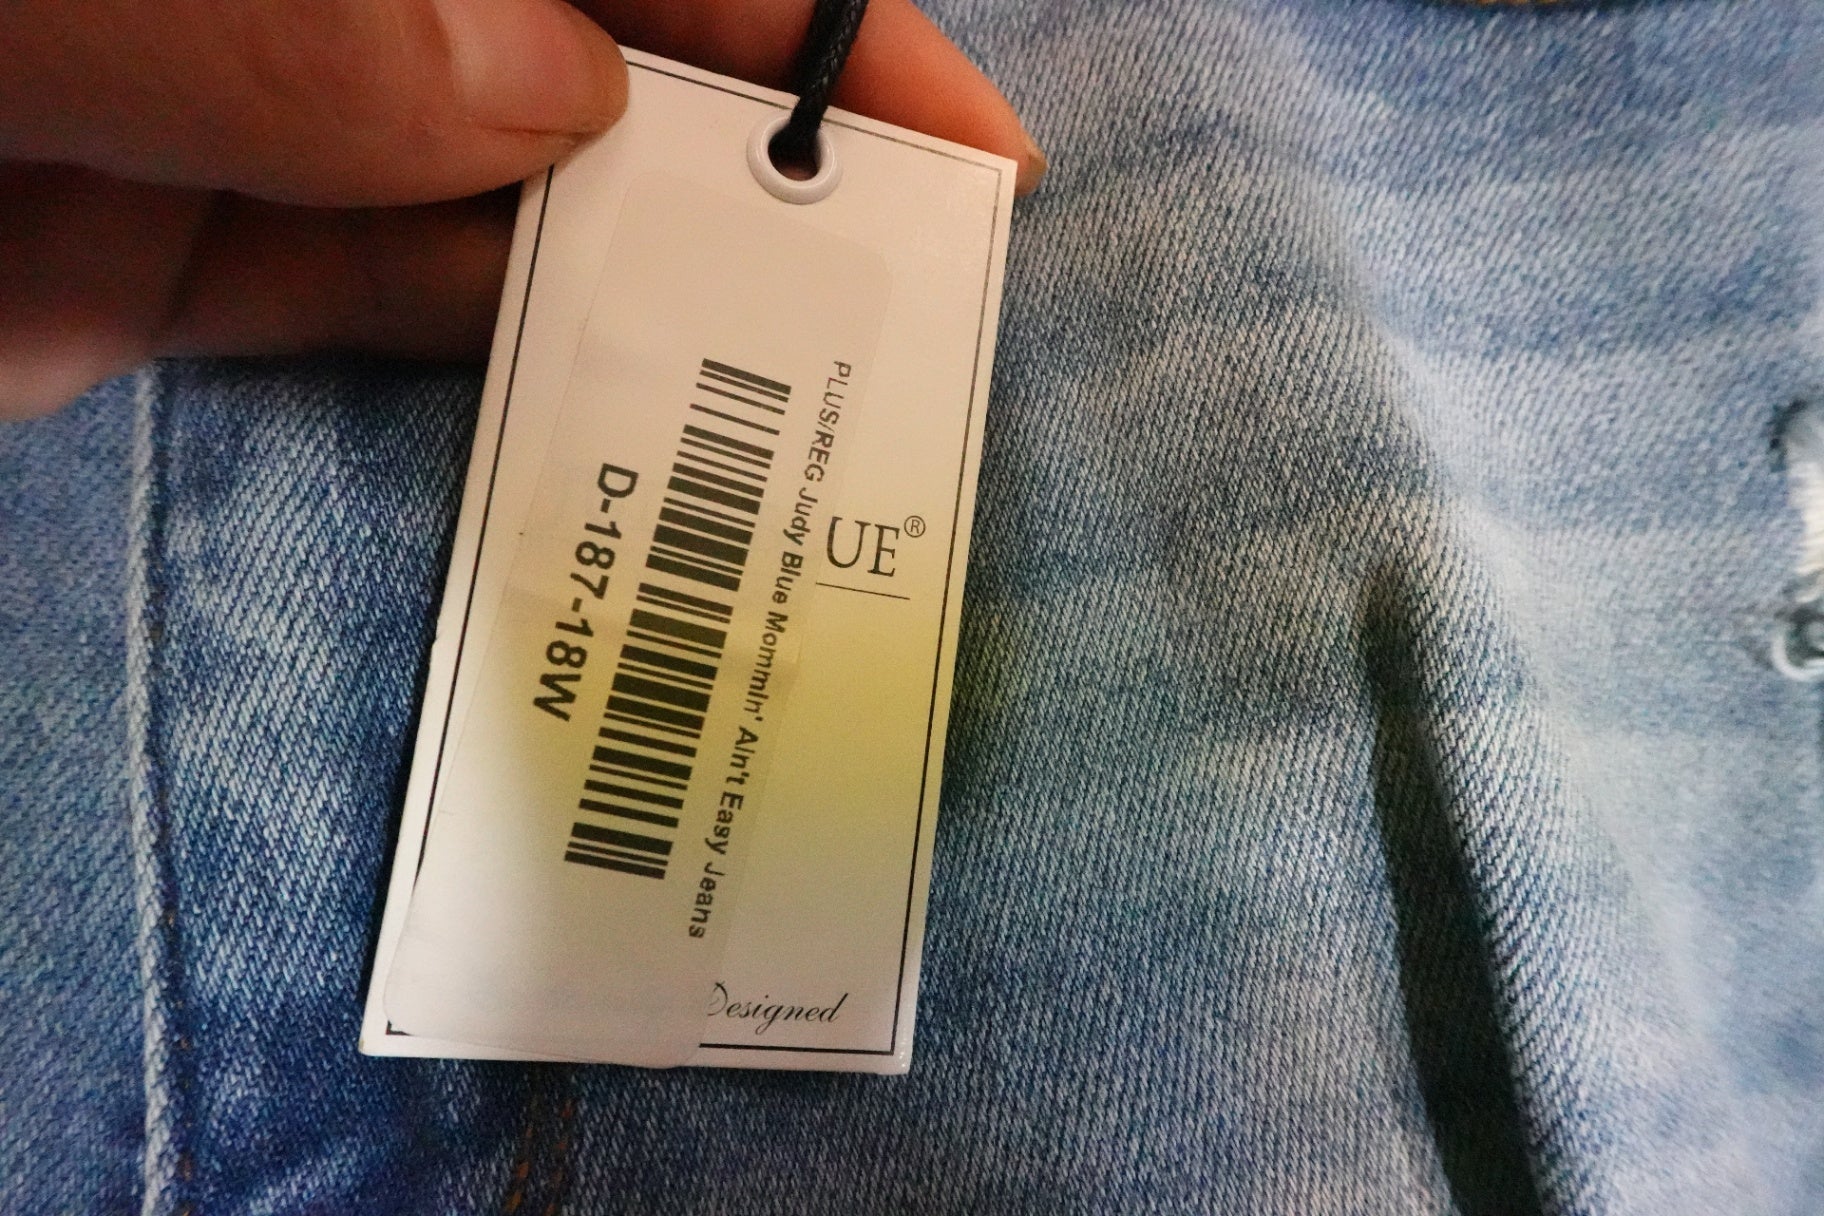 PLUS/REG Judy Blue MommIn' AIn't Easy Jeans
D-187-18W
UE®
Designed